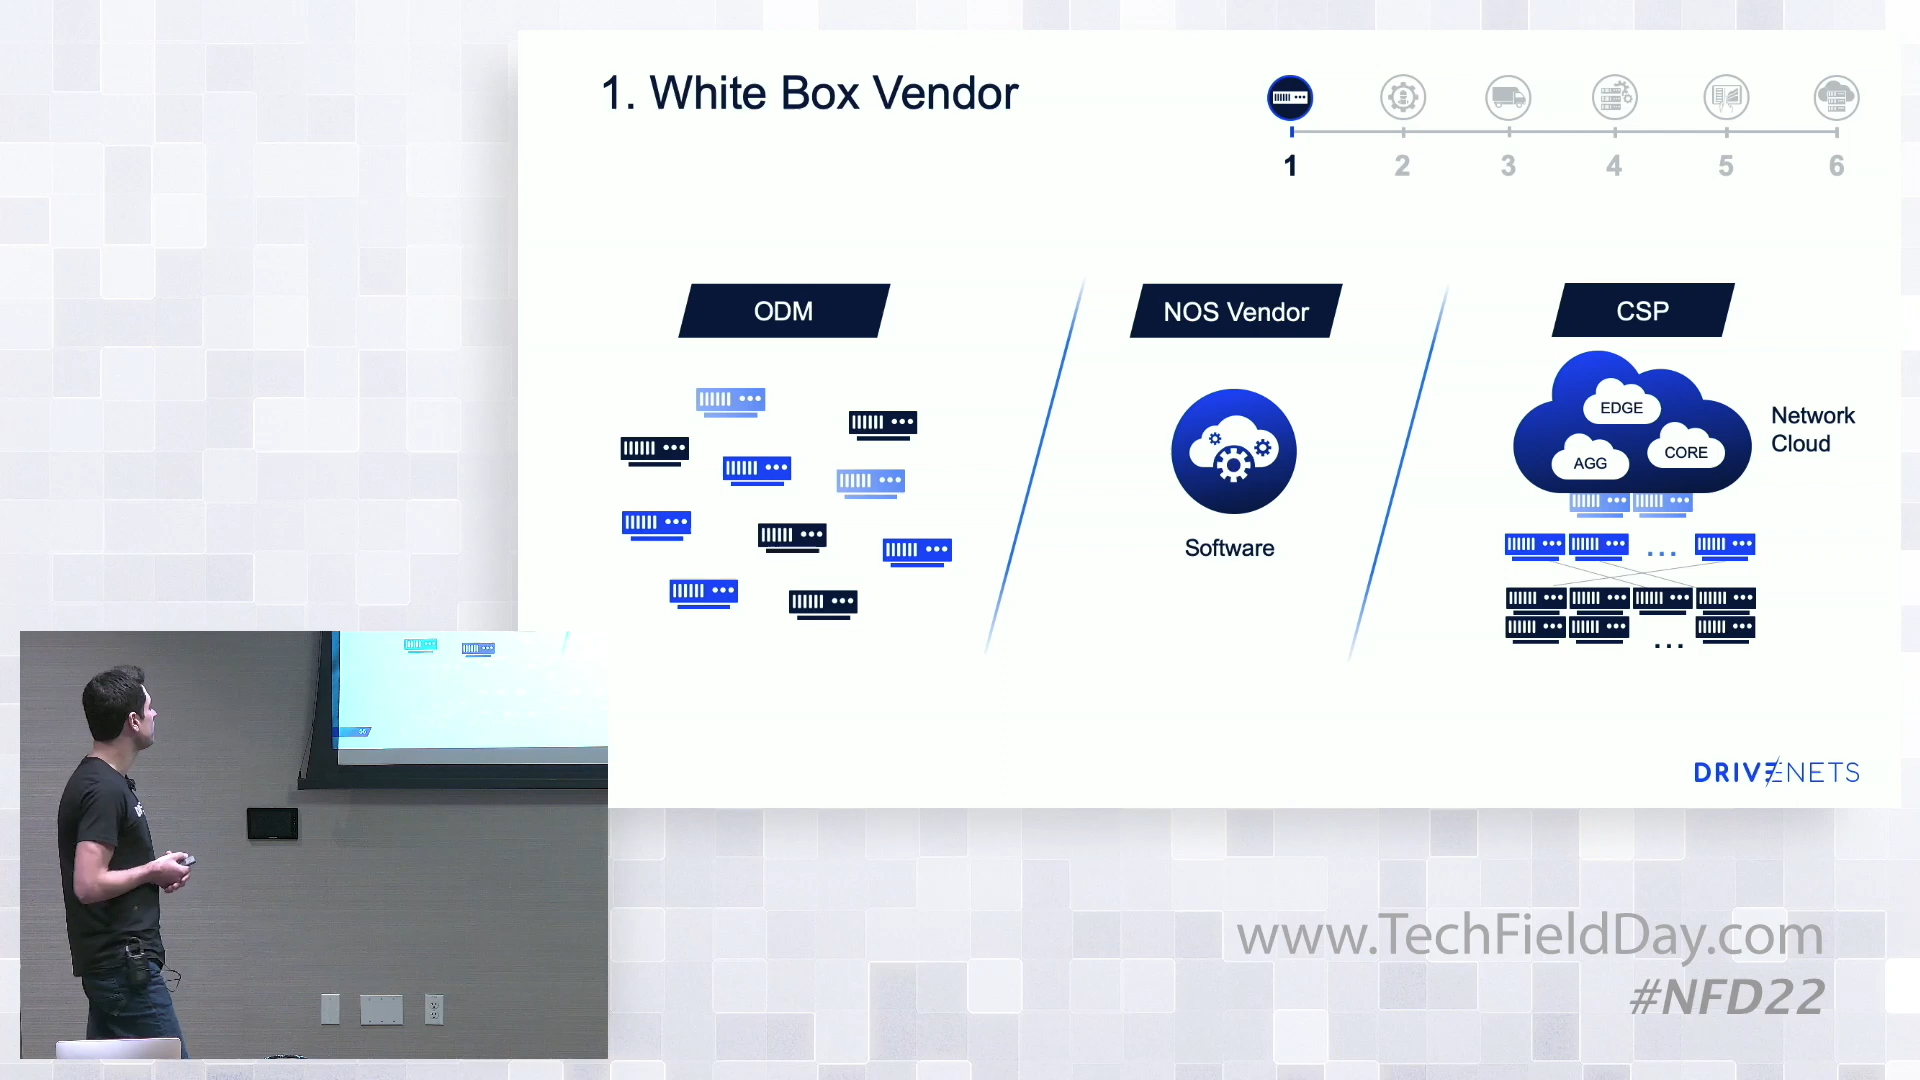 1. White Box Vendor
1
2
3
4
5
6
ODM
NOS Vendor
CSP
EDGE
AGG
CORE
Network
Cloud
Software
...
...
DRIVENETS
www.TechFieldDay.com
#NFD22